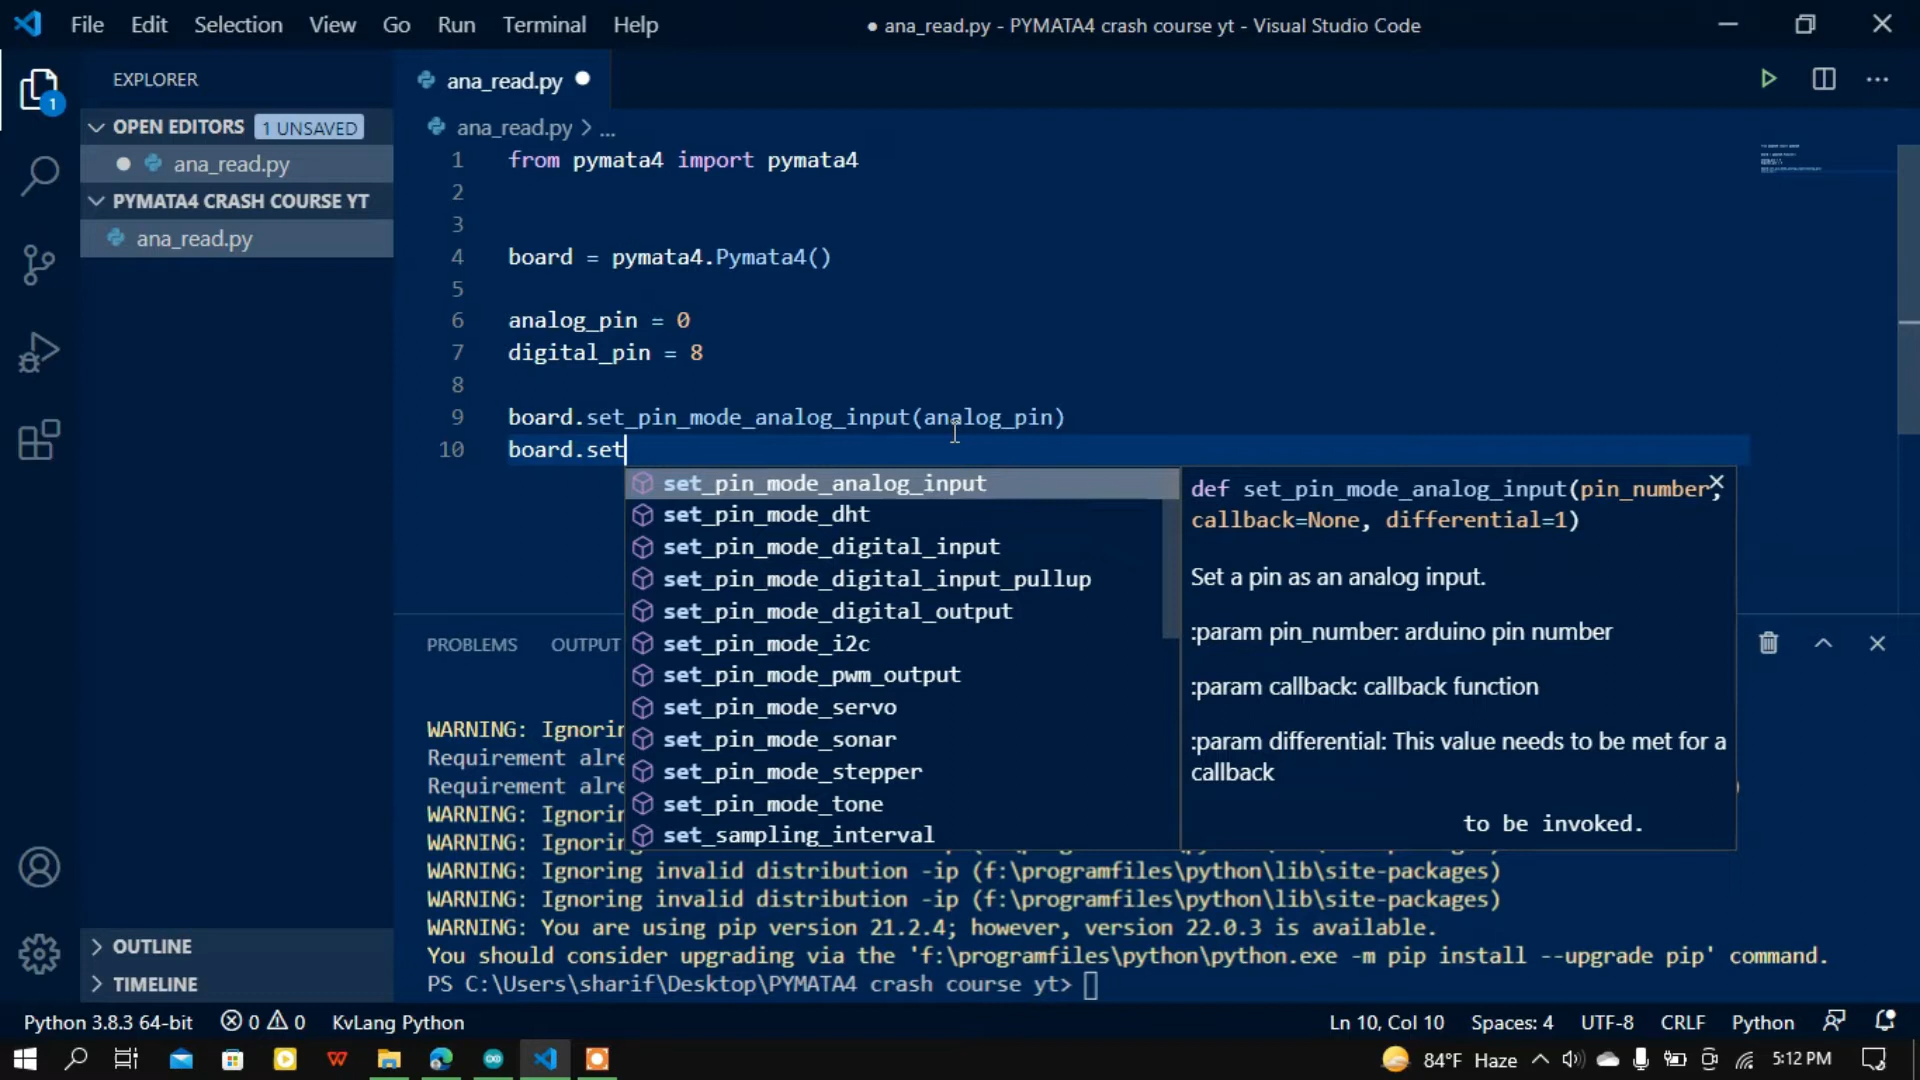 File Edit Selection View Go Run Terminal Help
● ana_read.py - PYMATA4 crash course yt - Visual Studio Code
EXPLORER
1
OPEN EDITORS 1 UNSAVED
ana_read.py
PYMATA4 CRASH COURSE YT
ana_read.py
OUTLINE
TIMELINE
ana_read.py
ana_read.py > ...
1 from pymata4 import pymata4
2
3
4 board = pymata4.Pymata4()
5
6 analog_pin = 0
7 digital_pin = 8
8
9 board.set_pin_mode_analog_input(analog_pin)
10 board.set
set_pin_mode_analog_input
set_pin_mode_dht
set_pin_mode_digital_input
set_pin_mode_digital_input_pullup
set_pin_mode_digital_output
set_pin_mode_i2c
set_pin_mode_pwm_output
set_pin_mode_servo
set_pin_mode_sonar
set_pin_mode_stepper
set_pin_mode_tone
set_sampling_interval
def set_pin_mode_analog_input(pin_number,
callback=None, differential=1)
Set a pin as an analog input.
:param pin_number: arduino pin number
:param callback: callback function
:param differential: This value needs to be met for a
callback
to be invoked.
PROBLEMS OUTPUT
WARNING: Ignorin
Requirement alre
Requirement alre
WARNING: Ignorin
WARNING: Ignorin
WARNING: Ignoring invalid distribution -ip (f:\programfiles\python\lib\site-packages)
WARNING: Ignoring invalid distribution -ip (f:\programfiles\python\lib\site-packages)
WARNING: You are using pip version 21.2.4; however, version 22.0.3 is available.
You should consider upgrading via the 'f:\programfiles\python\python.exe -m pip install --upgrade pip' command.
PS C:\Users\sharif\Desktop\PYMATA4 crash course yt>
Python 3.8.3 64-bit 0 0 KvLang Python Ln 10, Col 10 Spaces: 4 UTF-8 CRLF Python
84°F Haze 5:12 PM